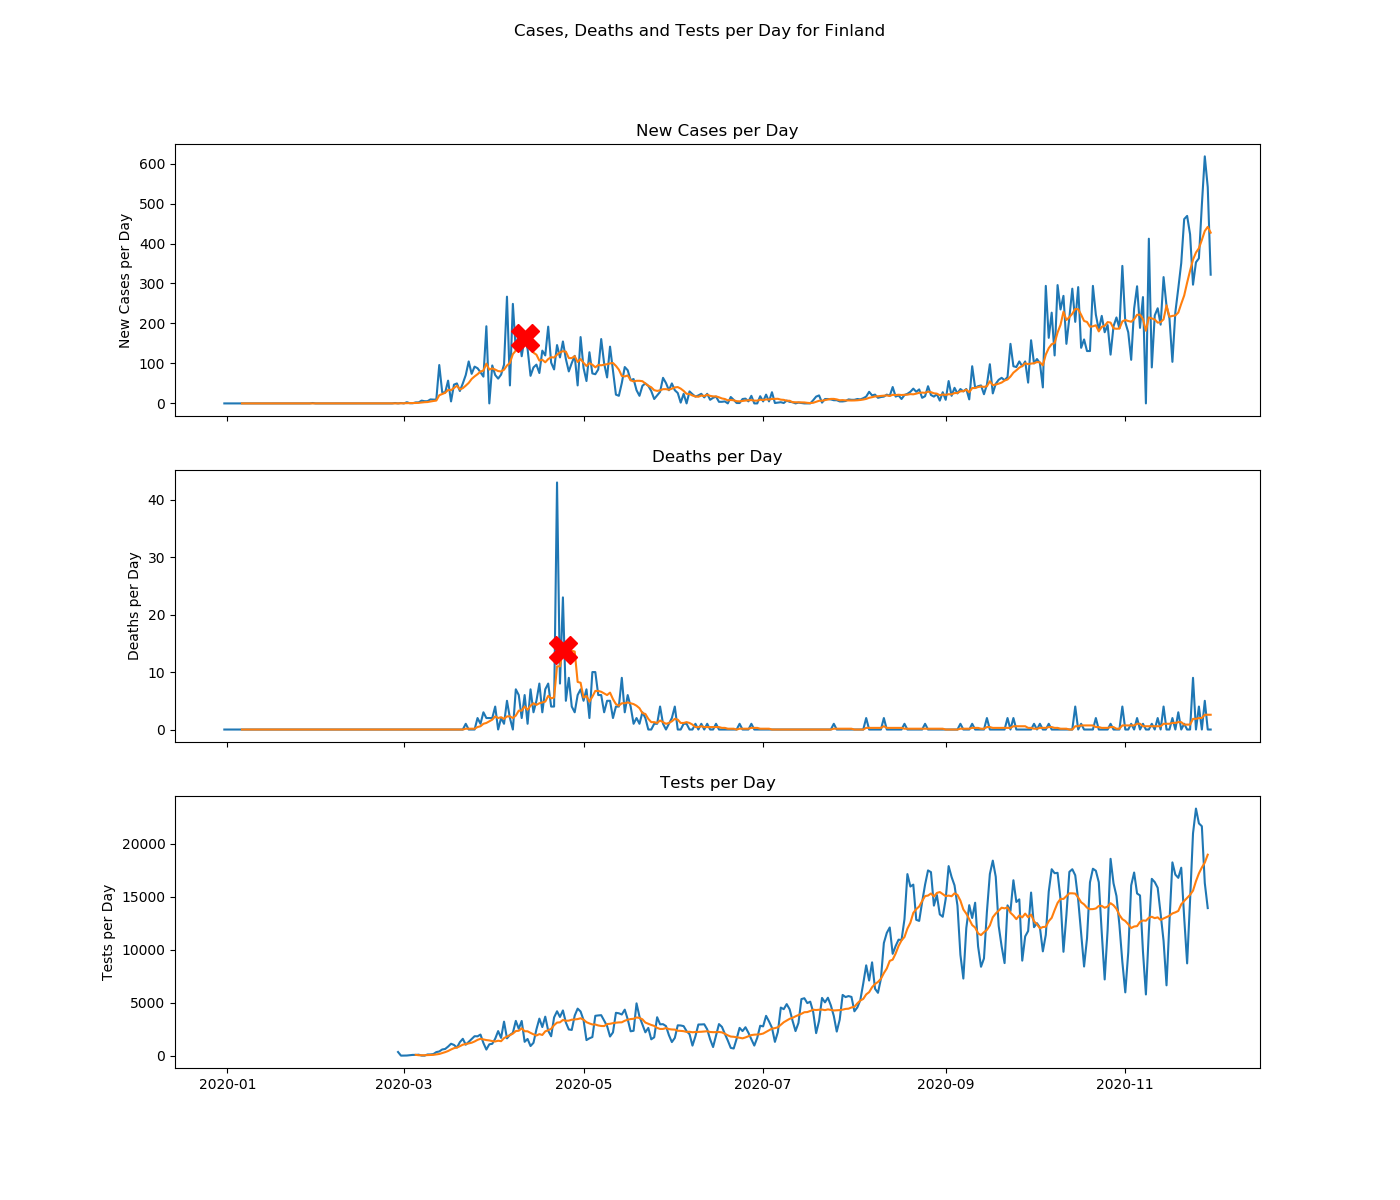 Cases, Deaths and Tests per Day for Finland
New Cases per Day
New Cases per Day
600
500
400
300
200
100
0
Deaths per Day
Deaths per Day
40
30
20
10
0
Tests per Day
Tests per Day
20000
15000
10000
5000
0
2020-01 2020-03 2020-05 2020-07 2020-09 2020-11